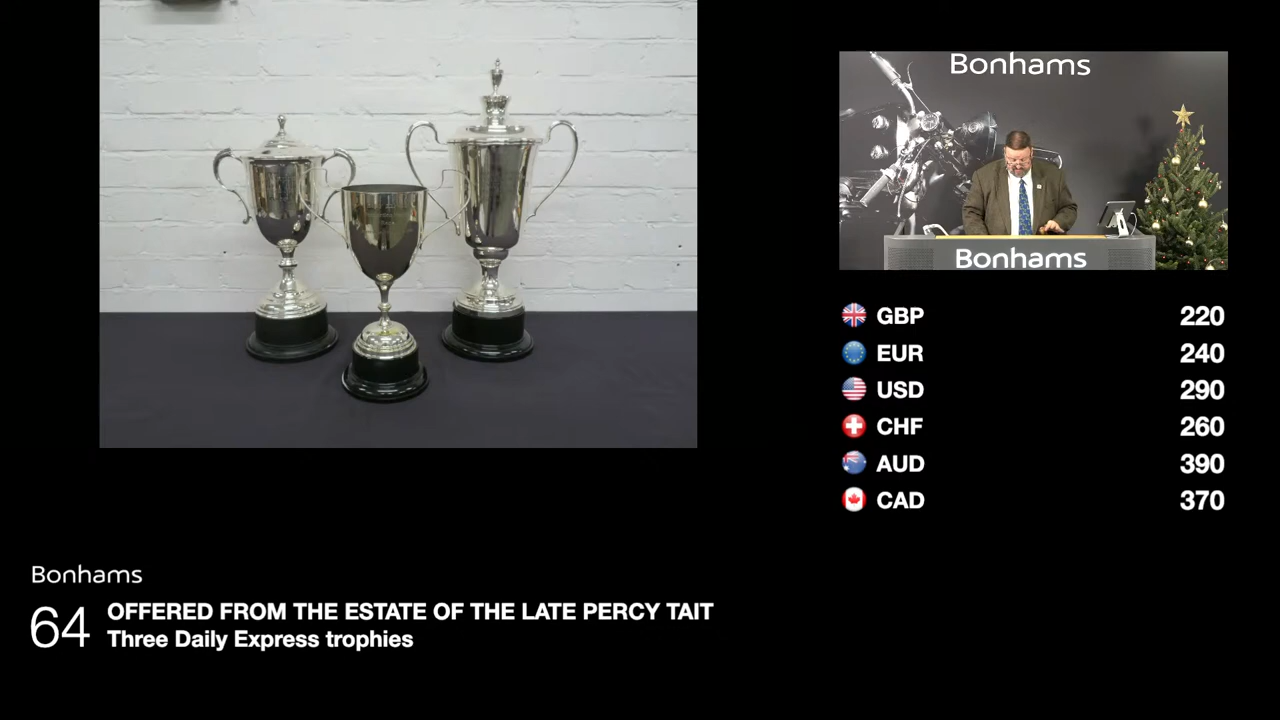 Bonhams
Bonhams
GBP 220
EUR 240
USD 290
CHF 260
AUD 390
CAD 370
Bonhams
64 OFFERED FROM THE ESTATE OF THE LATE PERCY TAIT
Three Daily Express trophies